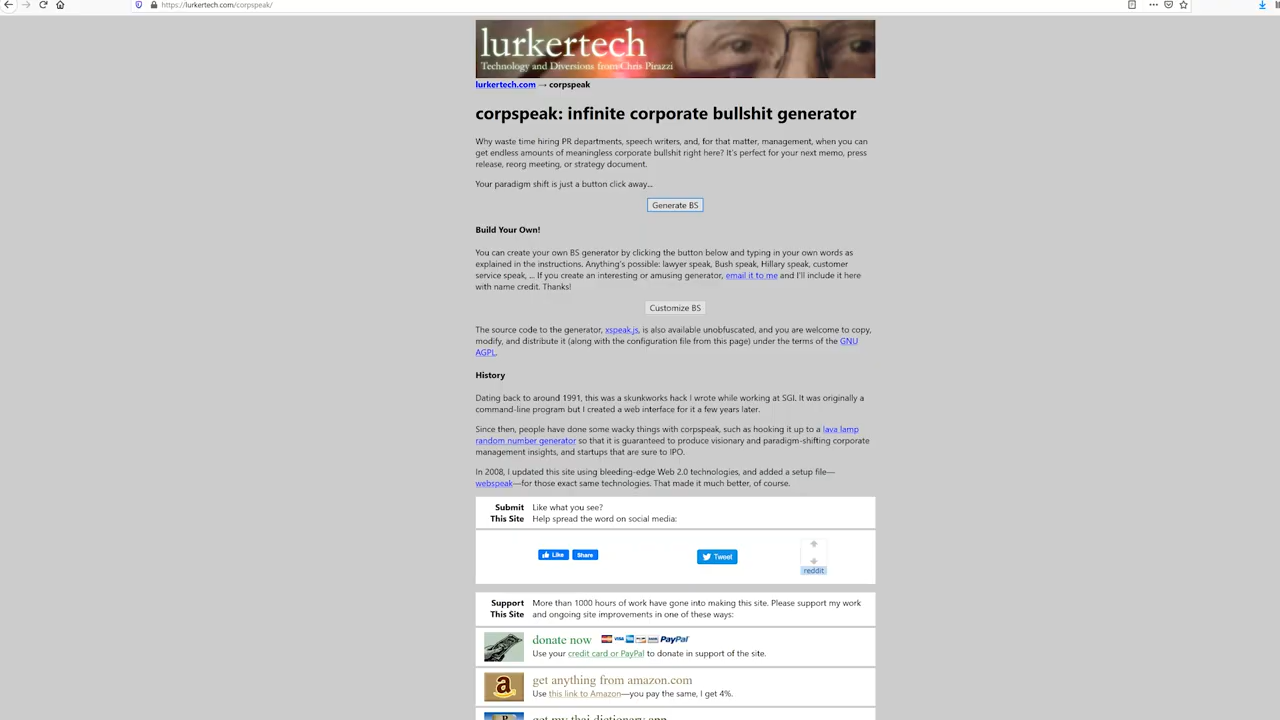 https://lurkertech.com/corpspeak/
lurkertech
Technology and Diversions from Chris Pirazzi
lurkertech.com → corpspeak
corpspeak: infinite corporate bullshit generator
Why waste time hiring PR departments, speech writers, and, for that matter, management, when you can
get endless amounts of meaningless corporate bullshit right here? It's perfect for your next memo, press
release, reorg meeting, or strategy document.
Your paradigm shift is just a button click away...
Generate BS
Build Your Own!
You can create your own BS generator by clicking the button below and typing in your own words as
explained in the instructions. Anything's possible: lawyer speak, Bush speak, Hillary speak, customer
service speak, ... If you create an interesting or amusing generator, email it to me and I'll include it here
with name credit. Thanks!
Customize BS
The source code to the generator, xspeak.js, is also available unobfuscated, and you are welcome to copy,
modify, and distribute it (along with the configuration file from this page) under the terms of the GNU
AGPL.
History
Dating back to around 1991, this was a skunkworks hack I wrote while working at SGI. It was originally a
command-line program but I created a web interface for it a few years later.
Since then, people have done some wacky things with corpspeak, such as hooking it up to a lava lamp
random number generator so that it is guaranteed to produce visionary and paradigm-shifting corporate
management insights, and startups that are sure to IPO.
In 2008, I updated this site using bleeding-edge Web 2.0 technologies, and added a setup file—
webspeak—for those exact same technologies. That made it much better, of course.
Submit Like what you see?
This Site Help spread the word on social media:
Like Share Tweet
reddit
Support More than 1000 hours of work have gone into making this site. Please support my work
This Site and ongoing site improvements in one of these ways:
donate now VISA PayPal
Use your credit card or PayPal to donate in support of the site.
get anything from amazon.com
Use this link to Amazon—you pay the same, I get 4%.
get my thai dictionary app